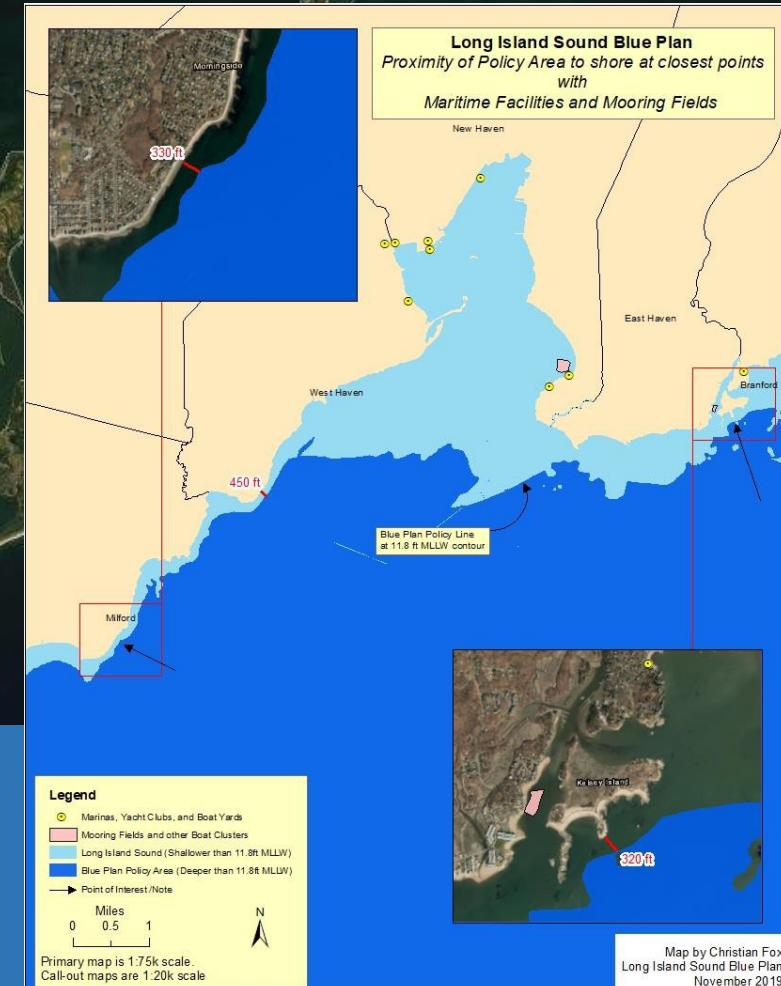 Long Island Sound Blue Plan
Proximity of Policy Area to shore at closest points
with
Maritime Facilities and Mooring Fields
Morningside
330 ft
New Haven
East Haven
West Haven
Branford
450 ft
Blue Plan Policy Line
at 11.8 ft MLLW contour
Milford
Kelsey Island
320 ft
Legend
Marinas, Yacht Clubs, and Boat Yards
Mooring Fields and other Boat Clusters
Long Island Sound (Shallower than 11.8ft MLLW)
Blue Plan Policy Area (Deeper than 11.8ft MLLW)
Point of Interest /Note
Miles
0 0.5 1
N
Primary map is 1:75k scale.
Call-out maps are 1:20k scale
Map by Christian Fox
Long Island Sound Blue Plan
November 2019